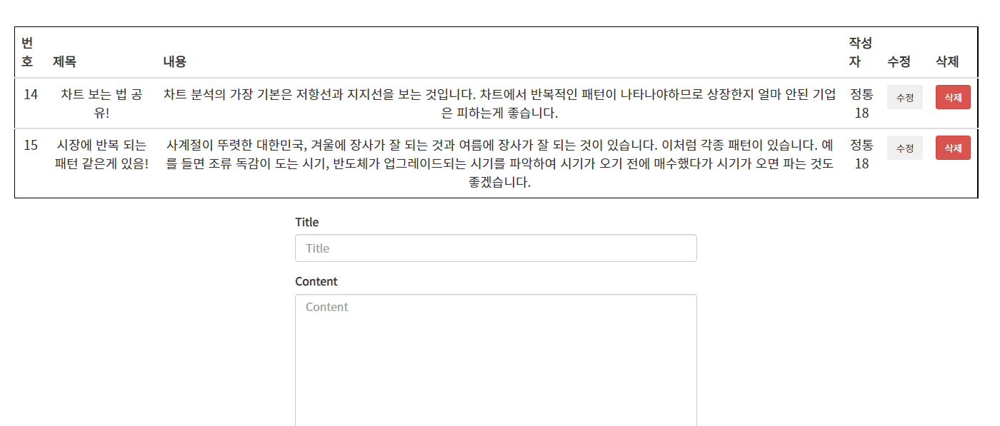 번호 제목 내용 작성자 수정 삭제
14 차트 보는 법 공유! 차트 분석의 가장 기본은 저항선과 지지선을 보는 것입니다. 차트에서 반복적인 패턴이 나타나야하므로 상장한지 얼마 안된 기업은 피하는게 좋습니다. 정통18 수정 삭제
15 시장에 반복 되는 패턴 같은게 있음! 사계절이 뚜렷한 대한민국, 겨울에 장사가 잘 되는 것과 여름에 장사가 잘 되는 것이 있습니다. 이처럼 각종 패턴이 있습니다. 예를 들면 조류 독감이 도는 시기, 반도체가 업그레이드되는 시기를 파악하여 시기가 오기 전에 매수했다가 시기가 오면 파는 것도 좋겠습니다. 정통18 수정 삭제
Title
Title
Content
Content